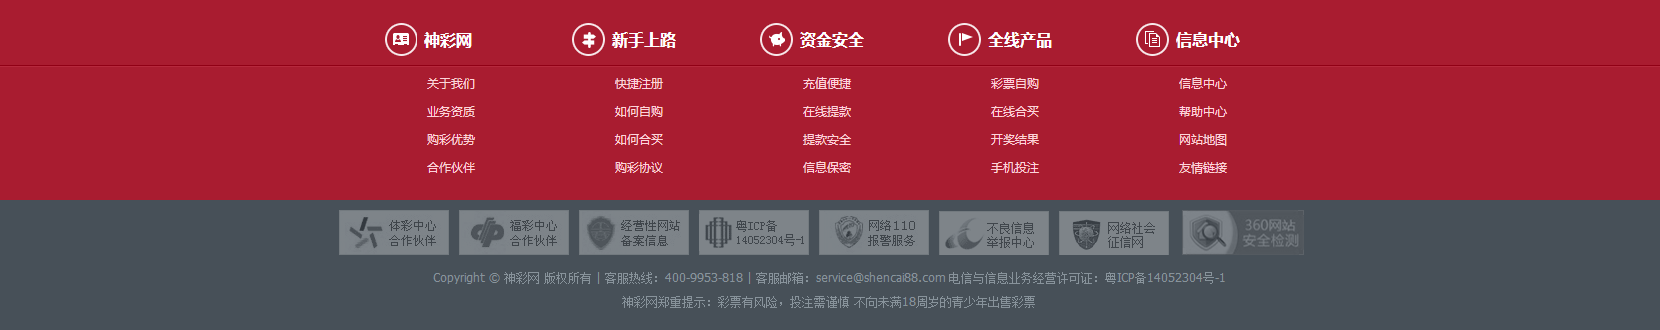 神彩网 新手上路 资金安全 全线产品 信息中心
关于我们 快捷注册 充值便捷 彩票自购 信息中心
业务资质 如何自购 在线提款 在线合买 帮助中心
购彩优势 如何合买 提款安全 开奖结果 网站地图
合作伙伴 购彩协议 信息保密 手机投注 友情链接
体彩中心 福彩中心 经营性网站 粤ICP备 网络110 不良信息 网络社会 360网站
合作伙伴 合作伙伴 备案信息 14052304号-1 报警服务 举报中心 征信网 安全检测
Copyright © 神彩网 版权所有 | 客服热线：400-9953-818 | 客服邮箱：service@shencai88.com 电信与信息业务经营许可证：粤ICP备14052304号-1
神彩网郑重提示：彩票有风险，投注需谨慎 不向未满18周岁的青少年出售彩票